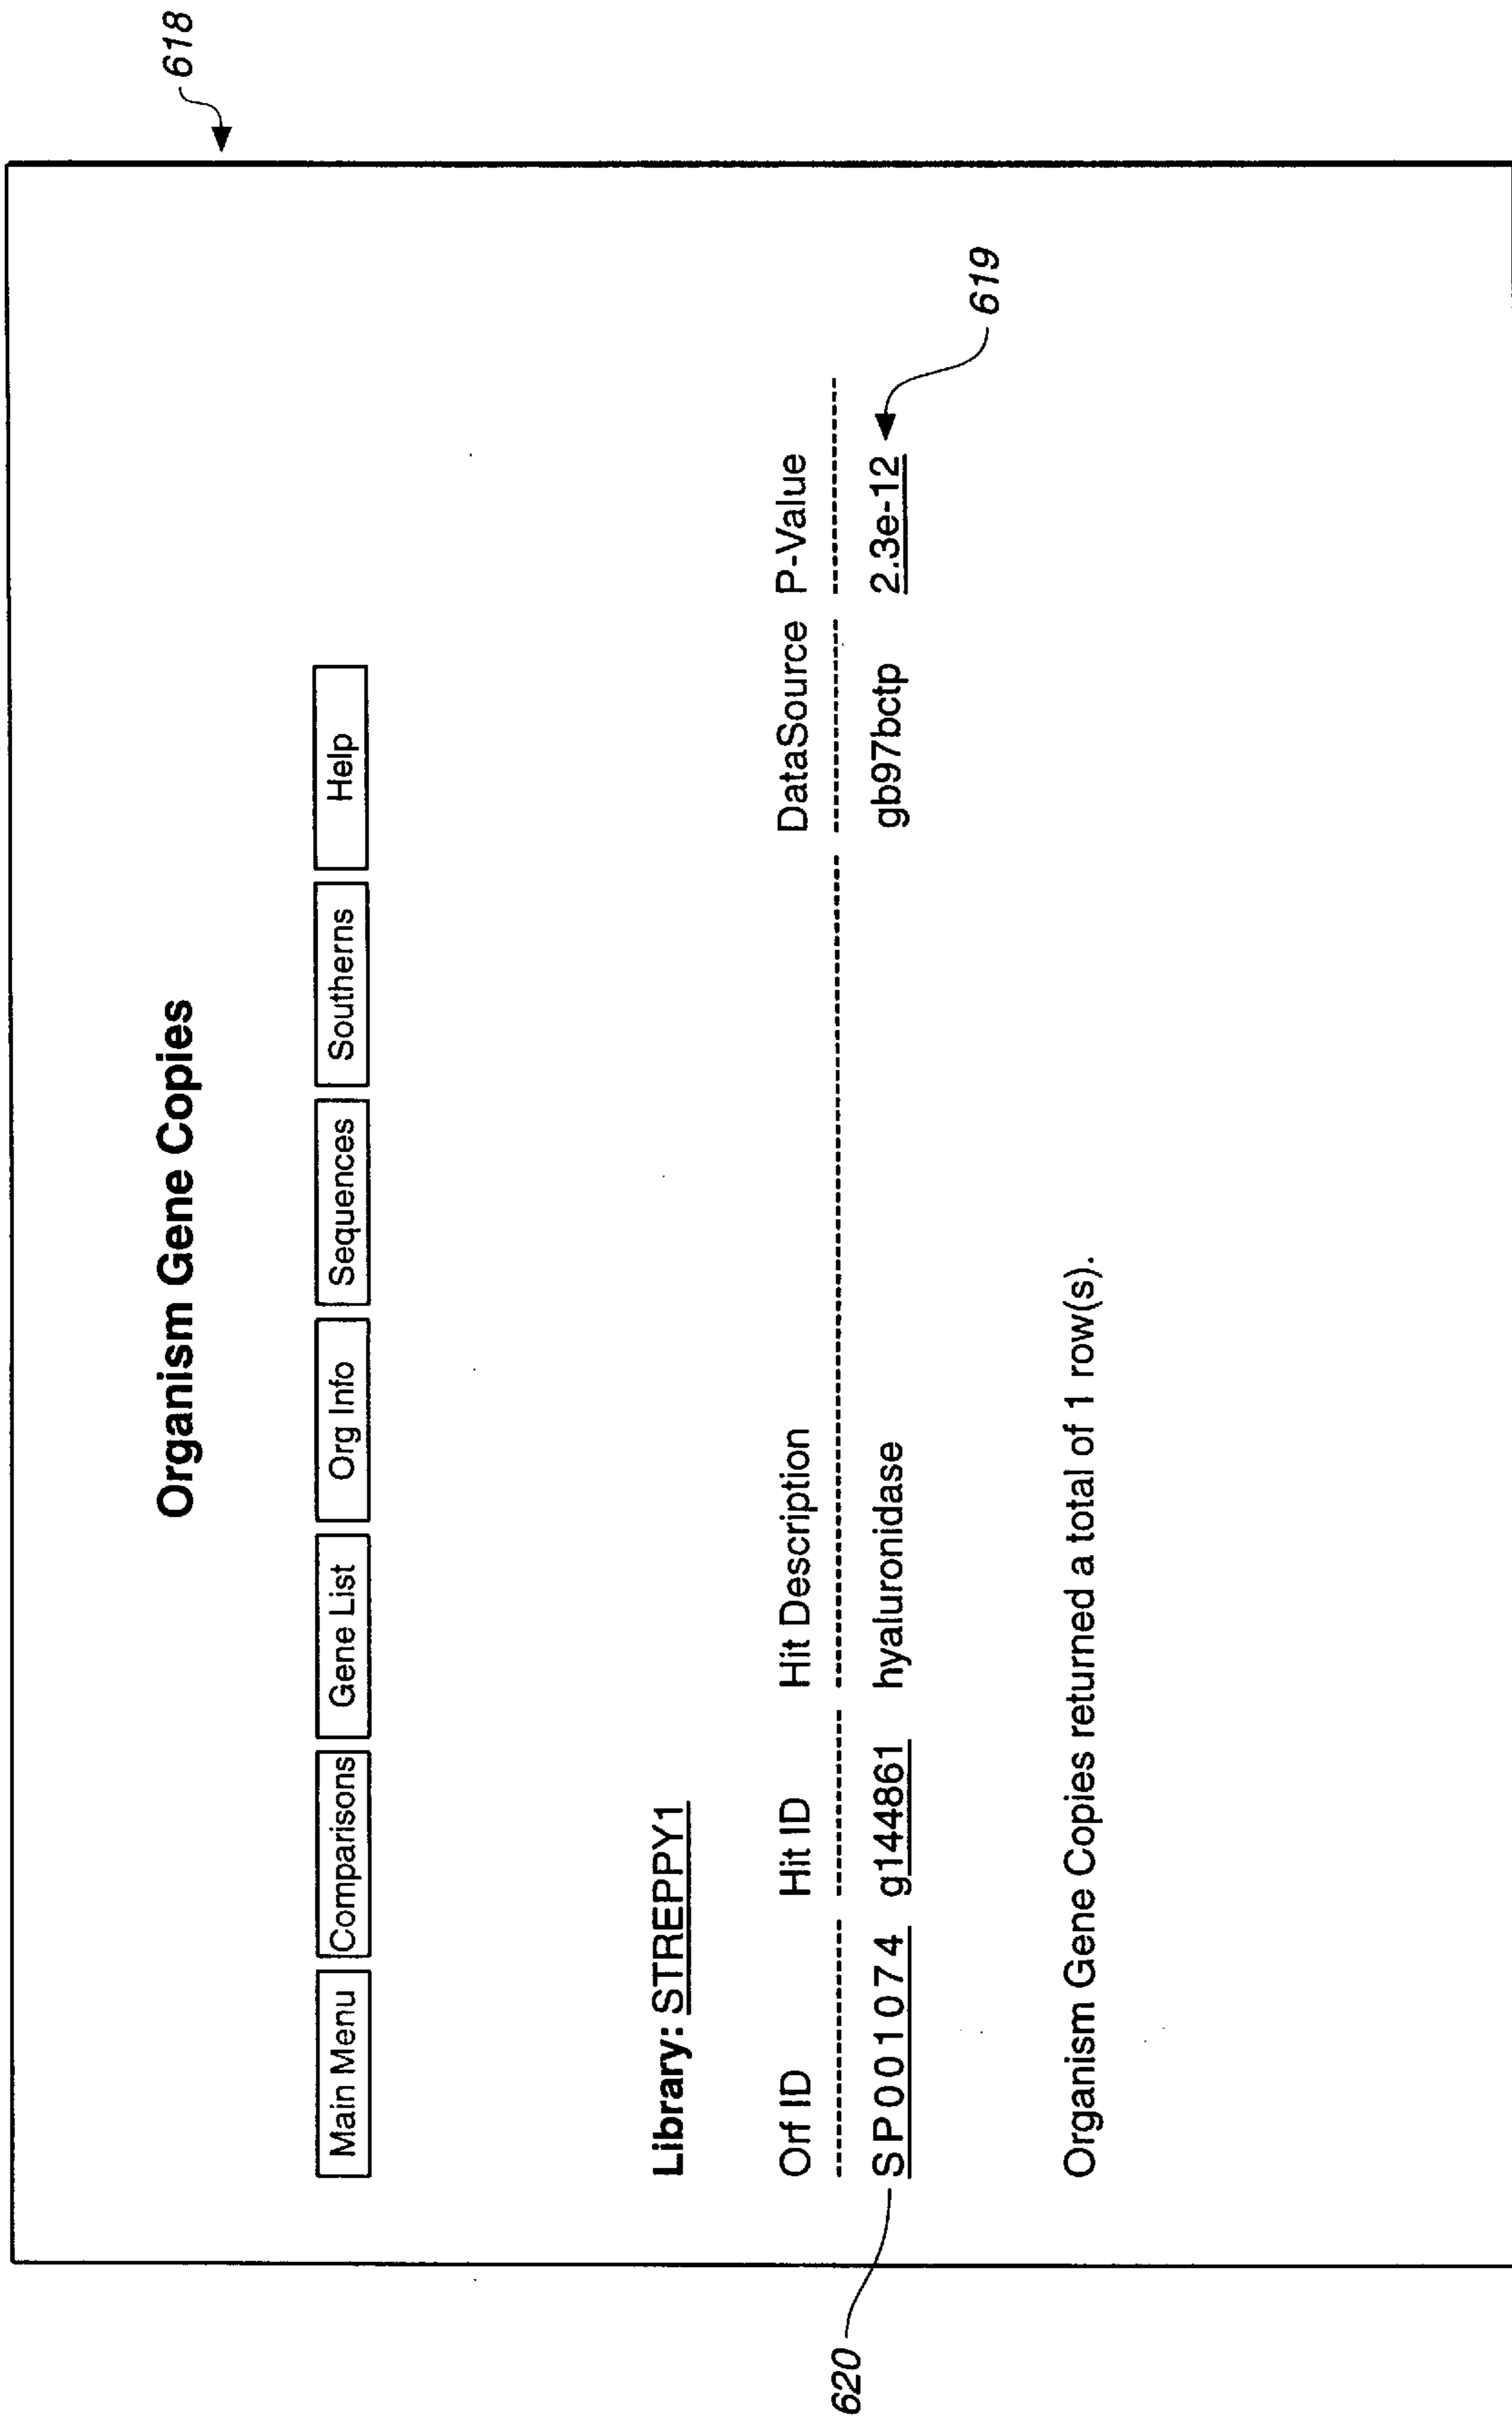 618
Organism Gene Copies
Main Menu Comparisons Gene List Org Info Sequences Southerns Help
Library: STREPPY1
Orf ID Hit ID Hit Description DataSource P-Value
620 SP001074 g144861 hyaluronidase gb97bctp 2.3e-12
619
Organism Gene Copies returned a total of 1 row(s).